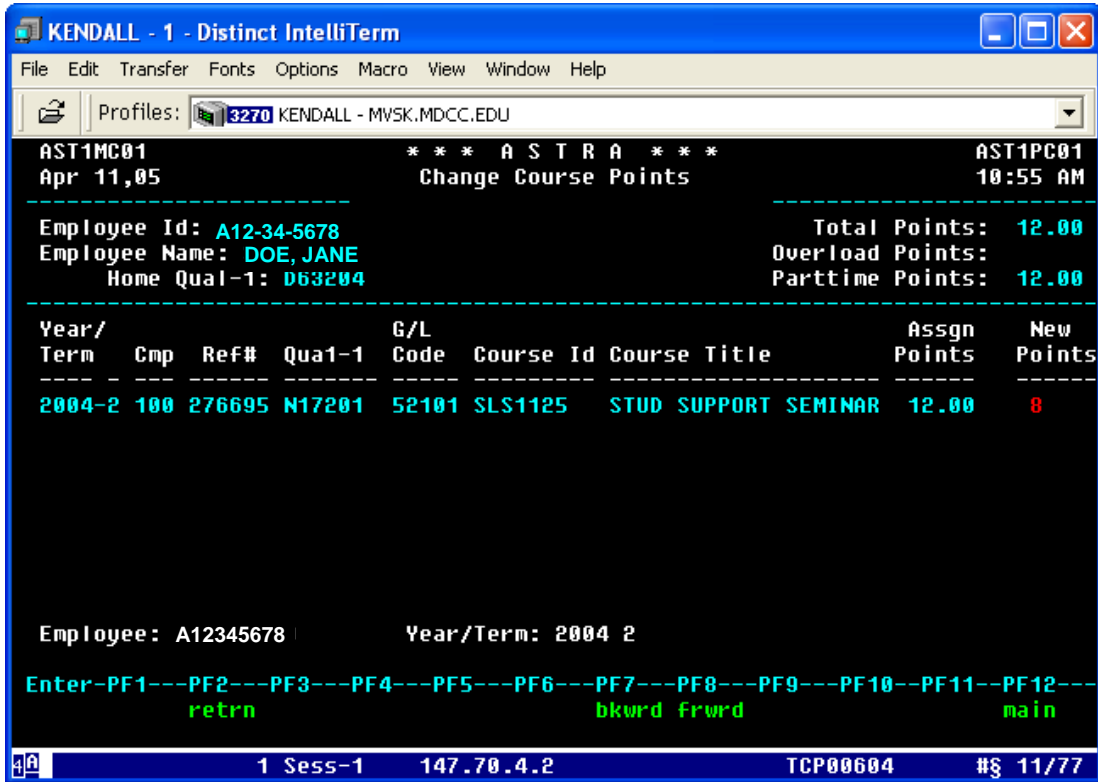 KENDALL - 1 - Distinct IntelliTerm
File Edit Transfer Fonts Options Macro View Window Help
Profiles: 3270 KENDALL - MVSK.MDCC.EDU
AST1MC01 * * * A S T R A * * * AST1PC01
Apr 11,05 Change Course Points 10:55 AM
Employee Id: A12-34-5678 Total Points: 12.00
Employee Name: DOE, JANE Overload Points:
Home Qual-1: D63204 Parttime Points: 12.00
Year/ G/L Assgn New
Term Cmp Ref# Qua1-1 Code Course Id Course Title Points Points
---- - --- ------ ------- ----- --------- -------------------- ------ ------
2004-2 100 276695 N17201 52101 SLS1125 STUD SUPPORT SEMINAR 12.00 8
Employee: A12345678 Year/Term: 2004 2
Enter-PF1---PF2---PF3---PF4---PF5---PF6---PF7---PF8---PF9---PF10--PF11--PF12---
retrn bkwrd frwrd main
4A 1 Sess-1 147.70.4.2 TCP00604 #§ 11/77